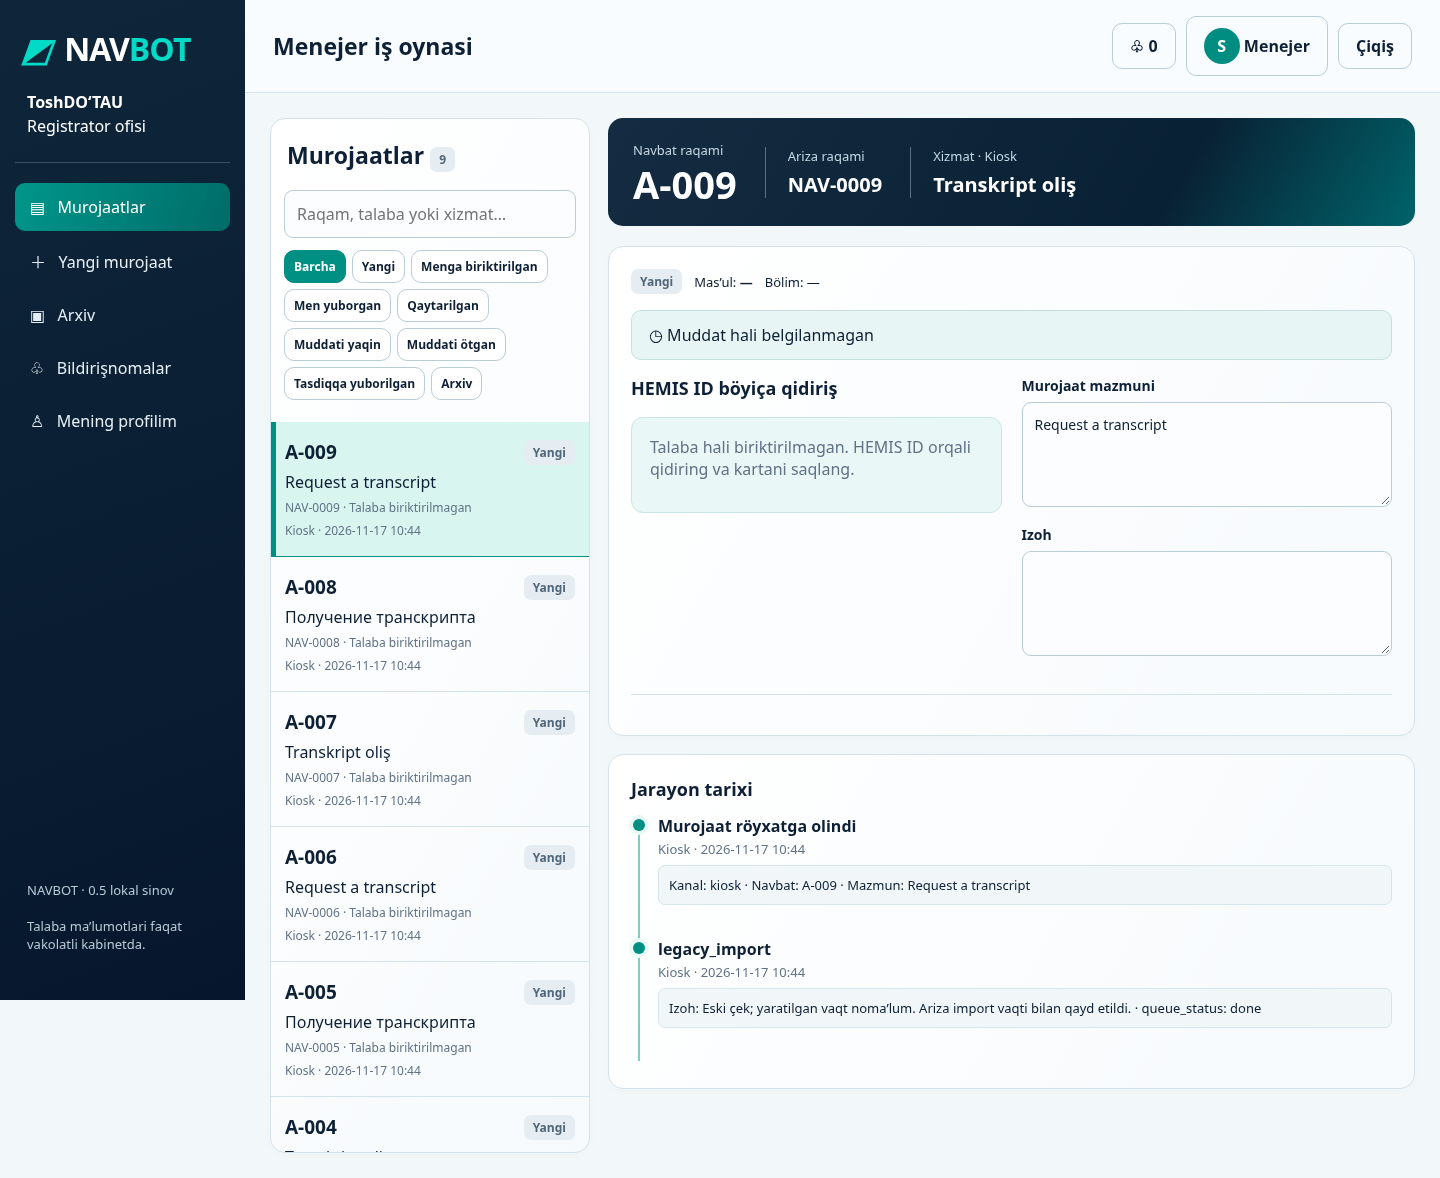 NAVBOT
ToshDOʻTAU
Registrator ofisi
Murojaatlar
Yangi murojaat
Arxiv
Bildirişnomalar
Mening profilim
NAVBOT · 0.5 lokal sinov
Talaba maʼlumotlari faqat
vakolatli kabinetda.
Menejer iş oynasi
0
S Menejer
Çiqiş
Murojaatlar 9
Raqam, talaba yoki xizmat...
Barcha Yangi Menga biriktirilgan
Men yuborgan Qaytarilgan
Muddati yaqin Muddati ötgan
Tasdiqqa yuborilgan Arxiv
A-009 Yangi
Request a transcript
NAV-0009 · Talaba biriktirilmagan
Kiosk · 2026-11-17 10:44
A-008 Yangi
Получение транскрипта
NAV-0008 · Talaba biriktirilmagan
Kiosk · 2026-11-17 10:44
A-007 Yangi
Transkript oliş
NAV-0007 · Talaba biriktirilmagan
Kiosk · 2026-11-17 10:44
A-006 Yangi
Request a transcript
NAV-0006 · Talaba biriktirilmagan
Kiosk · 2026-11-17 10:44
A-005 Yangi
Получение транскрипта
NAV-0005 · Talaba biriktirilmagan
Kiosk · 2026-11-17 10:44
A-004 Yangi
Navbat raqami
A-009
Ariza raqami
NAV-0009
Xizmat · Kiosk
Transkript oliş
Yangi Masʼul: — Bölim: —
Muddat hali belgilanmagan
HEMIS ID böyiça qidiriş
Talaba hali biriktirilmagan. HEMIS ID orqali
qidiring va kartani saqlang.
Murojaat mazmuni
Request a transcript
Izoh
Jarayon tarixi
Murojaat röyxatga olindi
Kiosk · 2026-11-17 10:44
Kanal: kiosk · Navbat: A-009 · Mazmun: Request a transcript
legacy_import
Kiosk · 2026-11-17 10:44
Izoh: Eski çek; yaratilgan vaqt nomaʼlum. Ariza import vaqti bilan qayd etildi. · queue_status: done